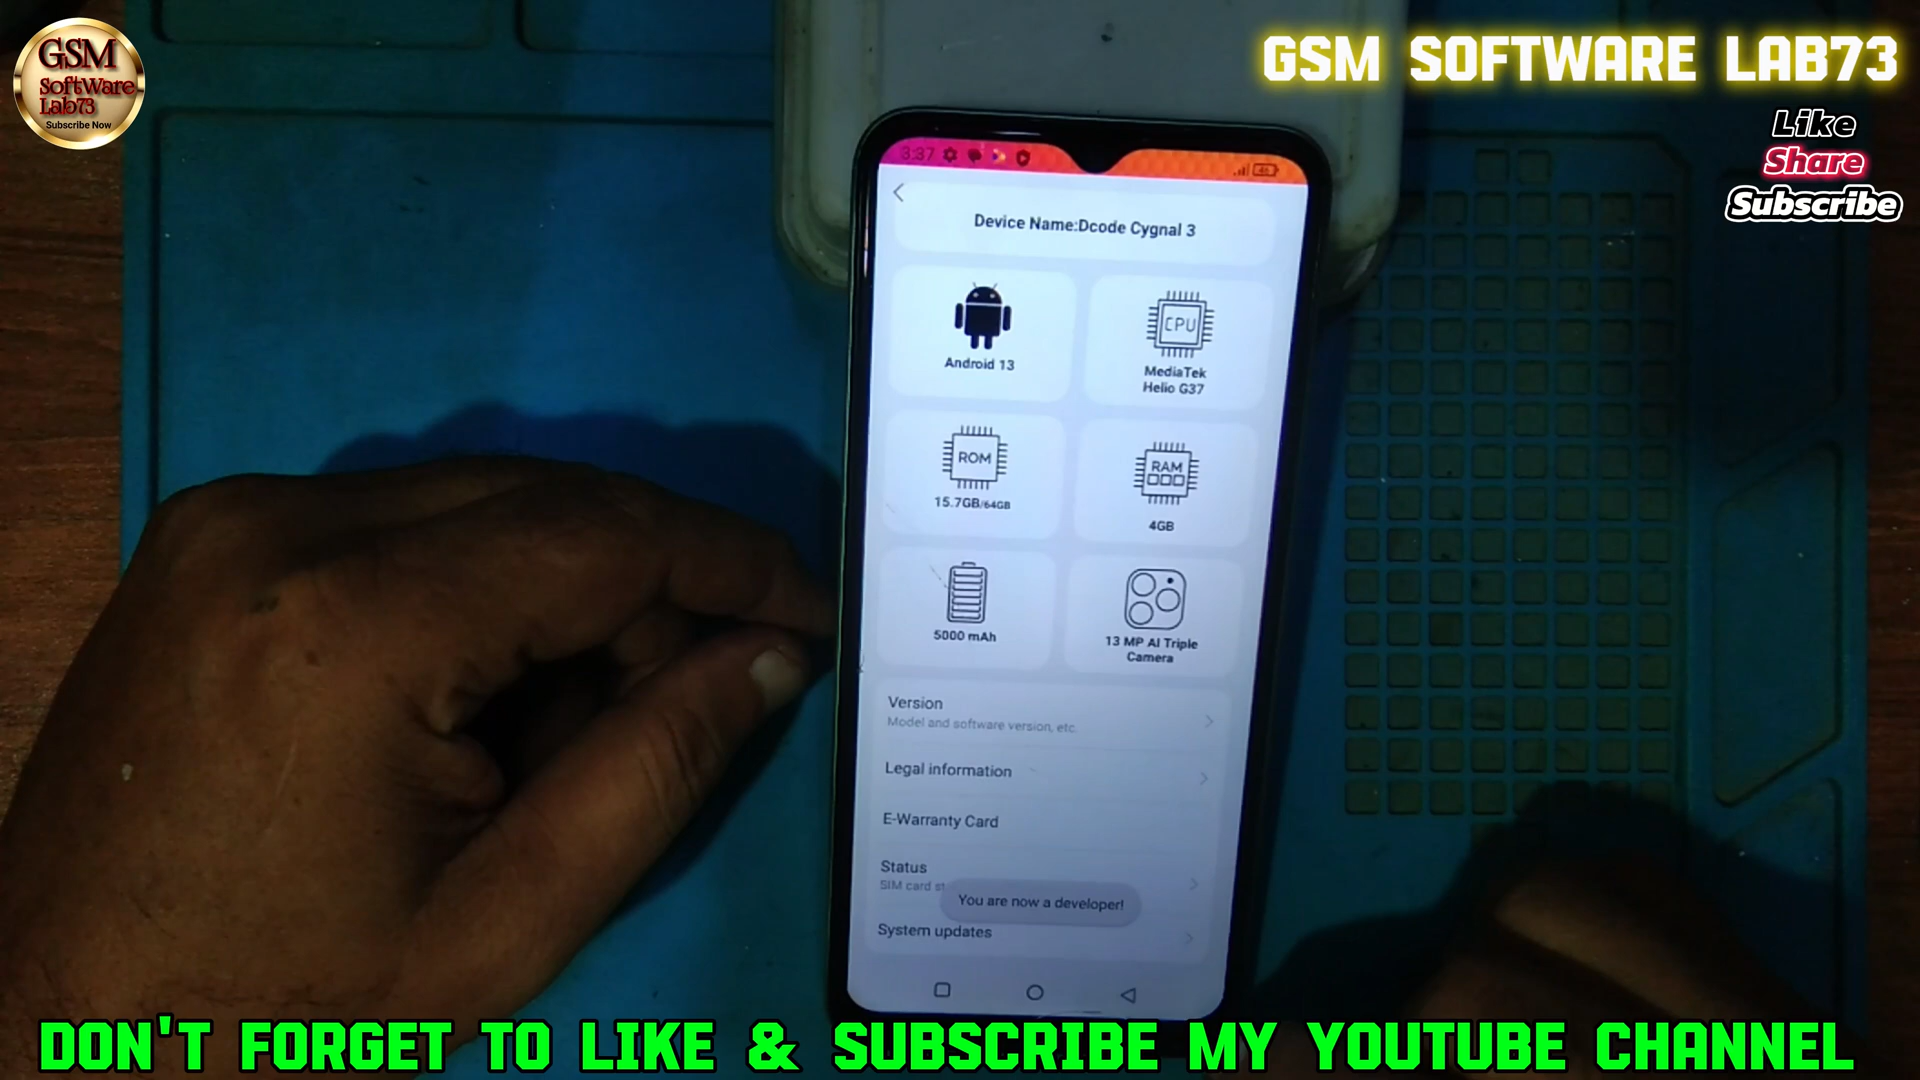 GSM
SoftWare
Lab73
Subscribe Now
GSM SOFTWARE LAB73
Like
Share
Subscribe
3:37
46
Device Name:Dcode Cygnal 3
Android 13
CPU
MediaTek
Helio G37
ROM
15.7GB/64GB
RAM
4GB
5000 mAh
13 MP AI Triple
Camera
Version
Model and software version, etc.
Legal information
E-Warranty Card
Status
SIM card st
You are now a developer!
System updates
DON'T FORGET TO LIKE & SUBSCRIBE MY YOUTUBE CHANNEL